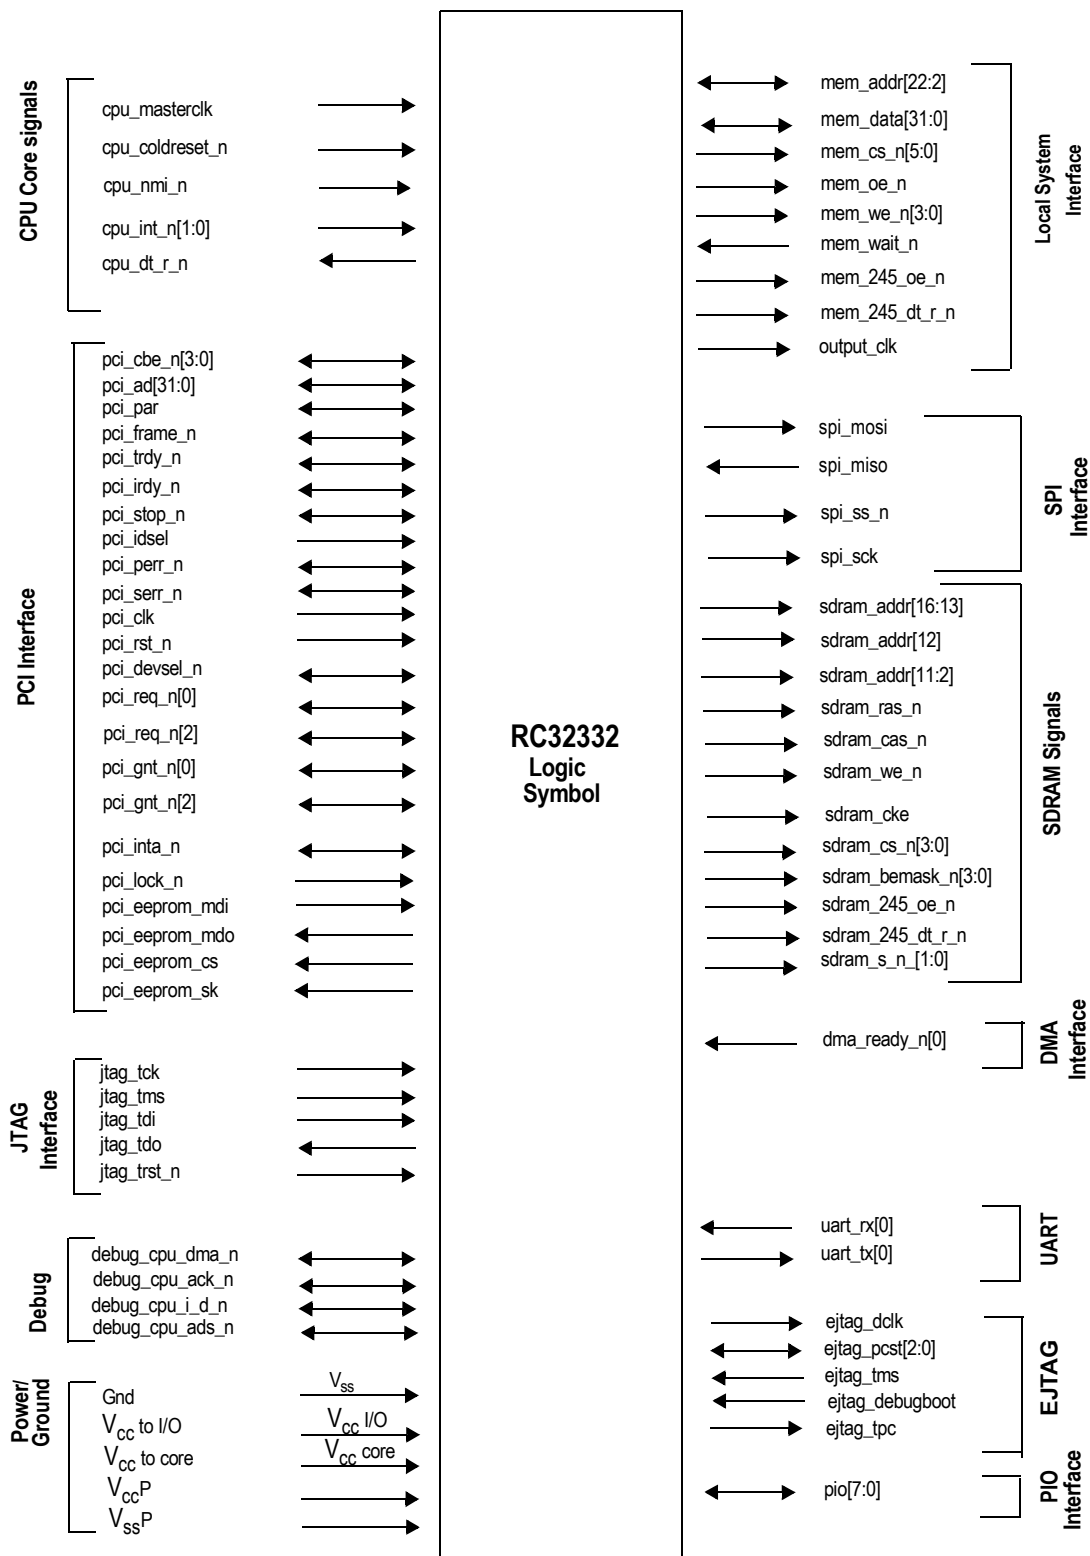 CPU Core signals
cpu_masterclk
cpu_coldreset_n
cpu_nmi_n
cpu_int_n[1:0]
cpu_dt_r_n
PCI Interface
pci_cbe_n[3:0]
pci_ad[31:0]
pci_par
pci_frame_n
pci_trdy_n
pci_irdy_n
pci_stop_n
pci_idsel
pci_perr_n
pci_serr_n
pci_clk
pci_rst_n
pci_devsel_n
pci_req_n[0]
pci_req_n[2]
pci_gnt_n[0]
pci_gnt_n[2]
pci_inta_n
pci_lock_n
pci_eeprom_mdi
pci_eeprom_mdo
pci_eeprom_cs
pci_eeprom_sk
JTAG
Interface
jtag_tck
jtag_tms
jtag_tdi
jtag_tdo
jtag_trst_n
Debug
debug_cpu_dma_n
debug_cpu_ack_n
debug_cpu_i_d_n
debug_cpu_ads_n
Power/
Ground
Gnd Vss
Vcc to I/O Vcc I/O
Vcc to core Vcc core
VccP
VssP
RC32332
Logic
Symbol
mem_addr[22:2]
mem_data[31:0]
mem_cs_n[5:0]
mem_oe_n
mem_we_n[3:0]
mem_wait_n
mem_245_oe_n
mem_245_dt_r_n
output_clk
Local System
Interface
spi_mosi
spi_miso
spi_ss_n
spi_sck
SPI
Interface
sdram_addr[16:13]
sdram_addr[12]
sdram_addr[11:2]
sdram_ras_n
sdram_cas_n
sdram_we_n
sdram_cke
sdram_cs_n[3:0]
sdram_bemask_n[3:0]
sdram_245_oe_n
sdram_245_dt_r_n
sdram_s_n_[1:0]
SDRAM Signals
dma_ready_n[0]
DMA
Interface
uart_rx[0]
uart_tx[0]
UART
ejtag_dclk
ejtag_pcst[2:0]
ejtag_tms
ejtag_debugboot
ejtag_tpc
EJTAG
pio[7:0]
PIO
Interface